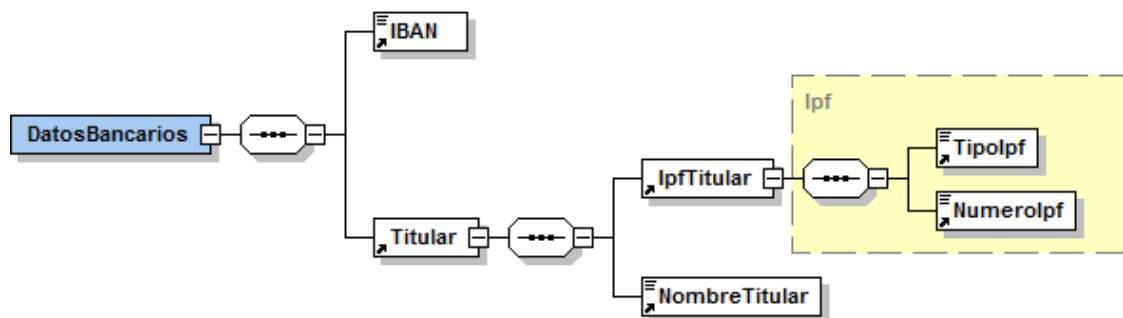 IBAN
Ipf
DatosBancarios
TipoIpf
IpfTitular
NumeroIpf
Titular
NombreTitular